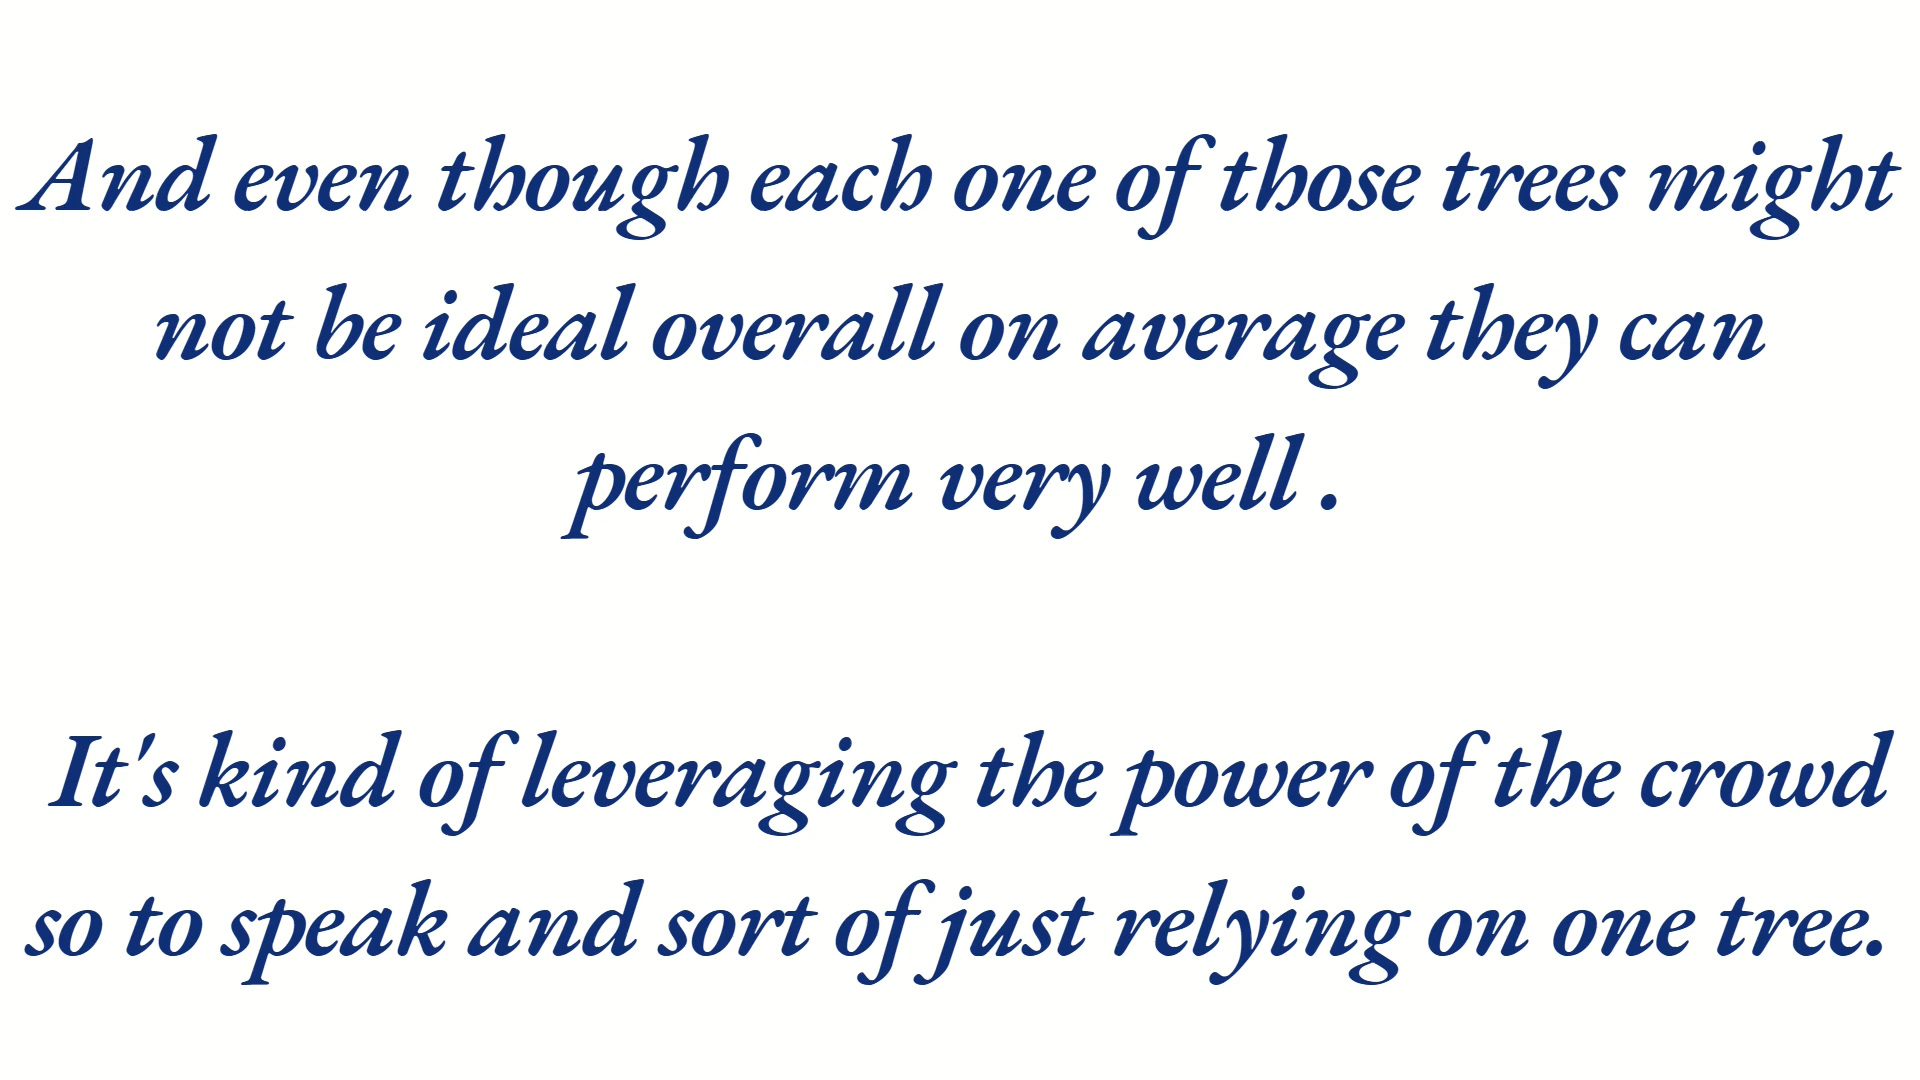 And even though each one of those trees might
not be ideal overall on average they can
perform very well .
It's kind of leveraging the power of the crowd
so to speak and sort of just relying on one tree.